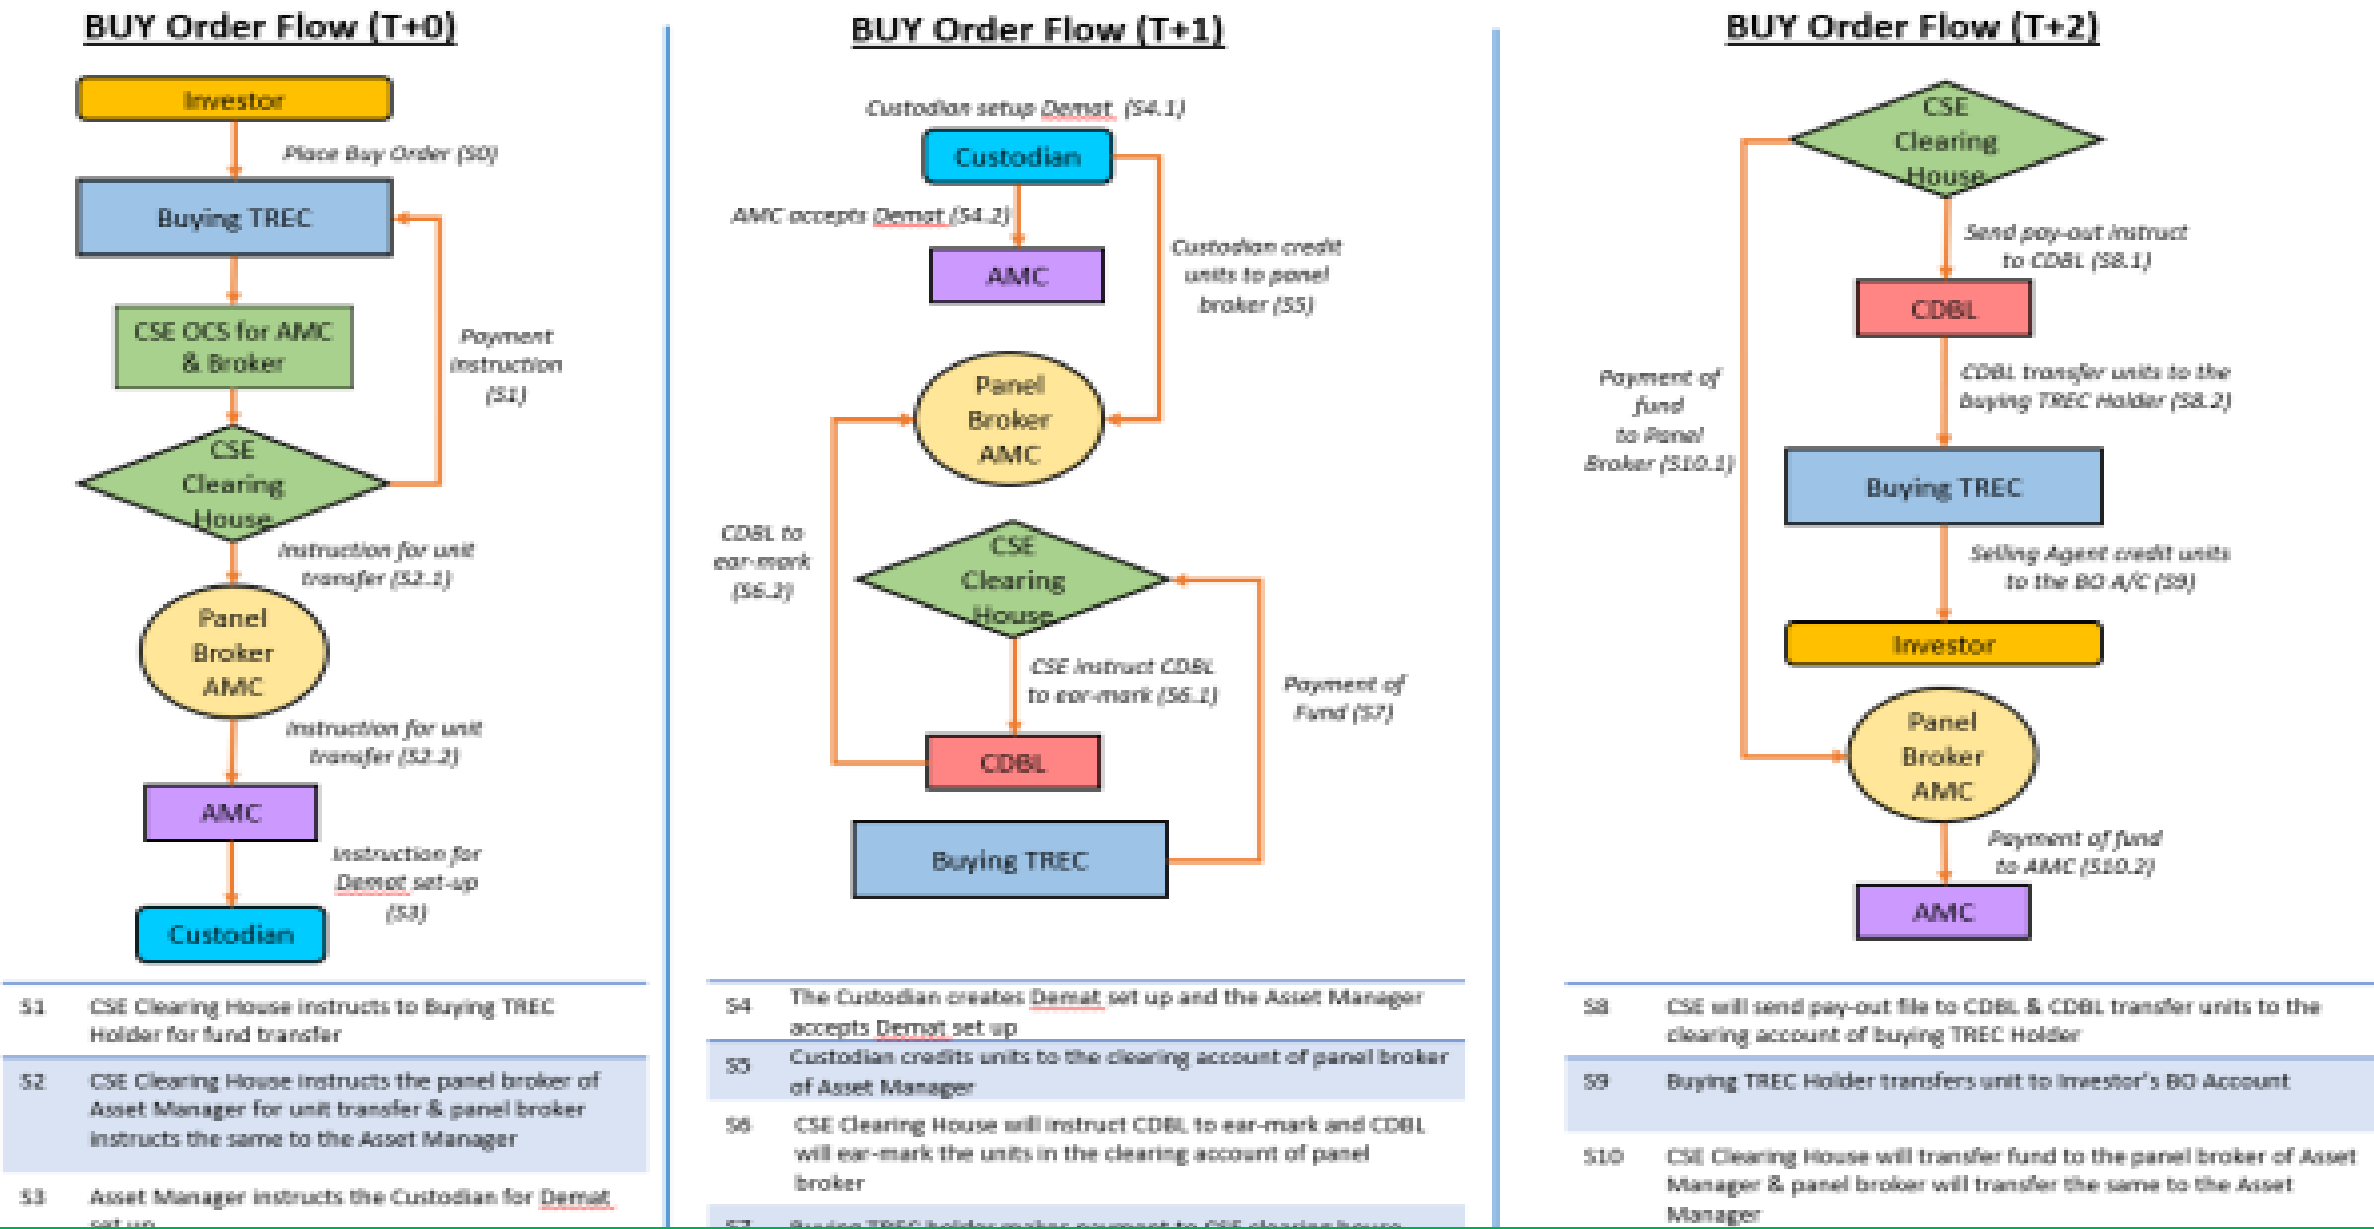 BUY Order Flow (T+0)
Investor
Place Buy Order (S0)
Buying TREC
CSE OCS for AMC
& Broker
Payment
instruction
(S1)
CSE
Clearing
House
Instruction for unit
transfer (S2.1)
Panel
Broker
AMC
Instruction for unit
transfer (S2.2)
AMC
Instruction for
Demat set-up
(S3)
Custodian
S1 CSE Clearing House instructs to Buying TREC
Holder for fund transfer
S2 CSE Clearing House instructs the panel broker of
Asset Manager for unit transfer & panel broker
instructs the same to the Asset Manager
S3 Asset Manager instructs the Custodian for Demat
set up
BUY Order Flow (T+1)
Custodian setup Demat (S4.1)
Custodian
AMC accepts Demat (S4.2)
AMC
Custodian credit
units to panel
broker (S5)
Panel
Broker
AMC
CDBL to
ear-mark
(S6.2)
CSE
Clearing
House
CSE instruct CDBL
to ear-mark (S6.1)
Payment of
Fund (S7)
CDBL
Buying TREC
S4 The Custodian creates Demat set up and the Asset Manager
accepts Demat set up
S5 Custodian credits units to the clearing account of panel broker
of Asset Manager
S6 CSE Clearing House will instruct CDBL to ear-mark and CDBL
will ear-mark the units in the clearing account of panel
broker
S7 Buying TREC holder makes payment to CSE clearing house
BUY Order Flow (T+2)
CSE
Clearing
House
Send pay-out instruct
to CDBL (S8.1)
CDBL
Payment of
fund
to Panel
Broker (S10.1)
CDBL transfer units to the
buying TREC Holder (S8.2)
Buying TREC
Selling Agent credit units
to the BO A/C (S9)
Investor
Panel
Broker
AMC
Payment of fund
to AMC (S10.2)
AMC
S8 CSE will send pay-out file to CDBL & CDBL transfer units to the
clearing account of buying TREC Holder
S9 Buying TREC Holder transfers unit to Investor's BO Account
S10 CSE Clearing House will transfer fund to the panel broker of Asset
Manager & panel broker will transfer the same to the Asset
Manager